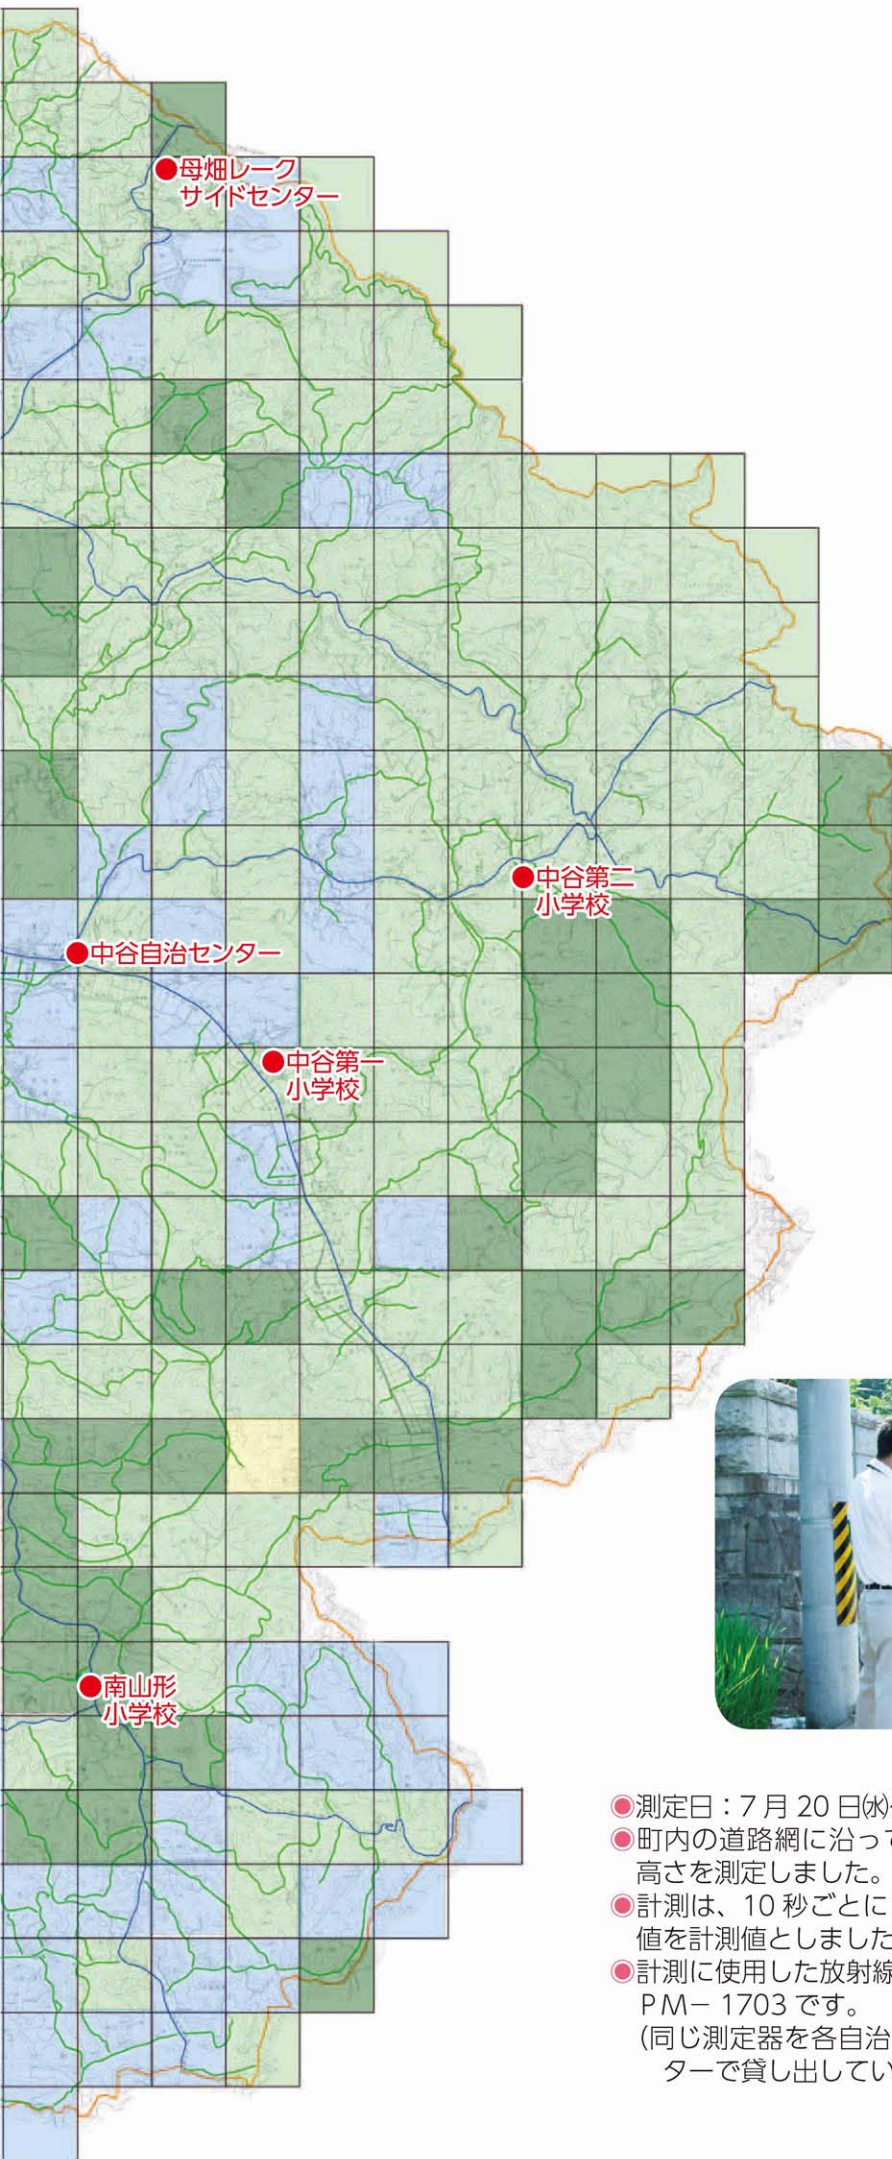 母畑レーク
サイドセンター
中谷第二
小学校
中谷自治センター
中谷第一
小学校
南山形
小学校
●測定日：7月20日㈬
●町内の道路網に沿って
高さを測定しました。
●計測は、10秒ごとに
値を計測値としました
●計測に使用した放射線
PM−1703です。
（同じ測定器を各自治
ターで貸し出してい